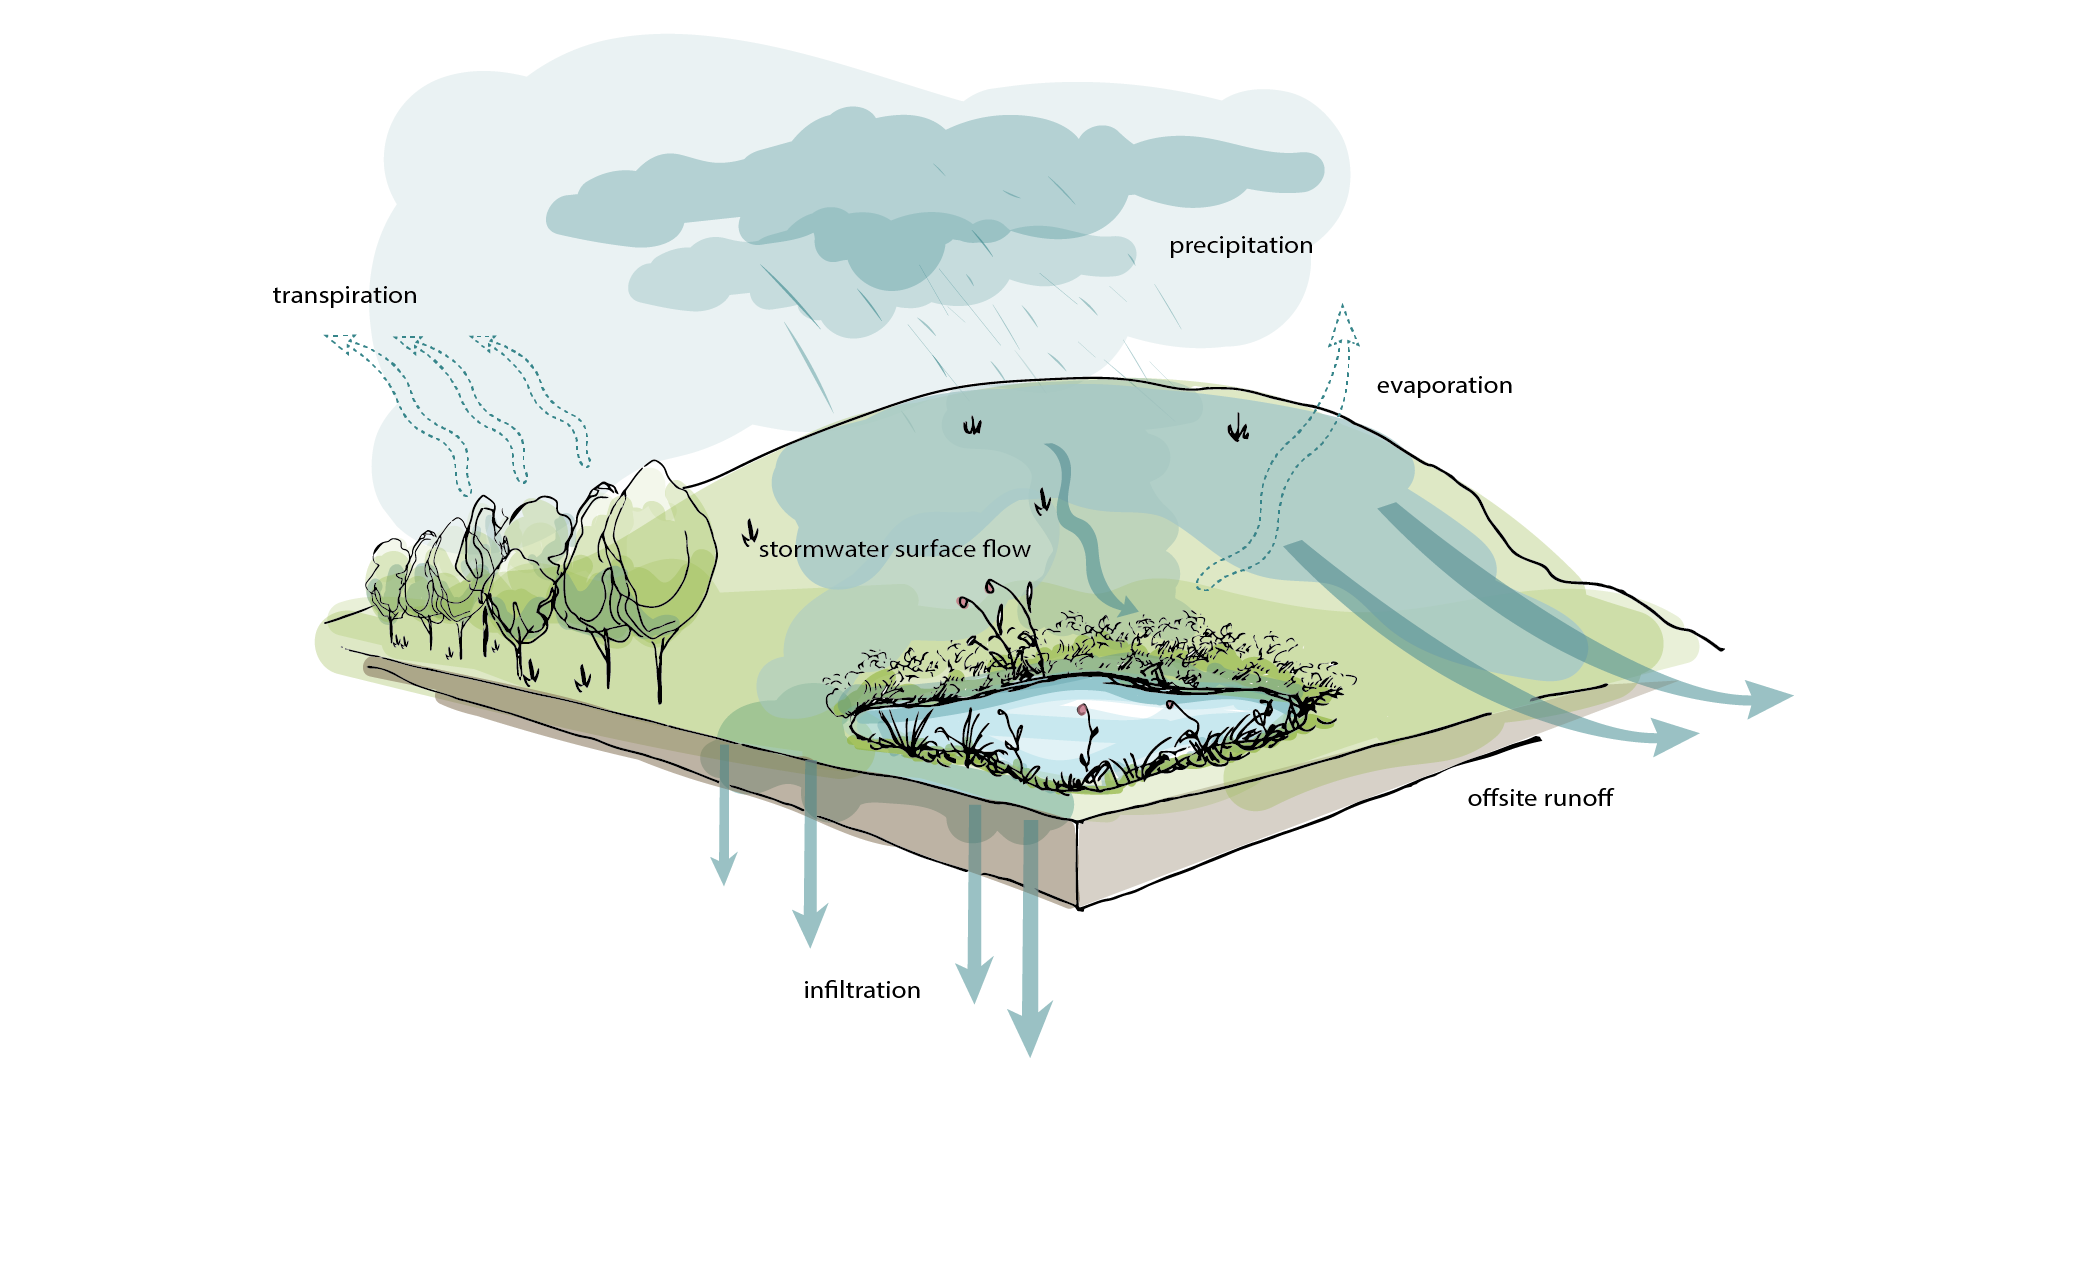 precipitation
transpiration
evaporation
stormwater surface flow
offsite runoff
infiltration